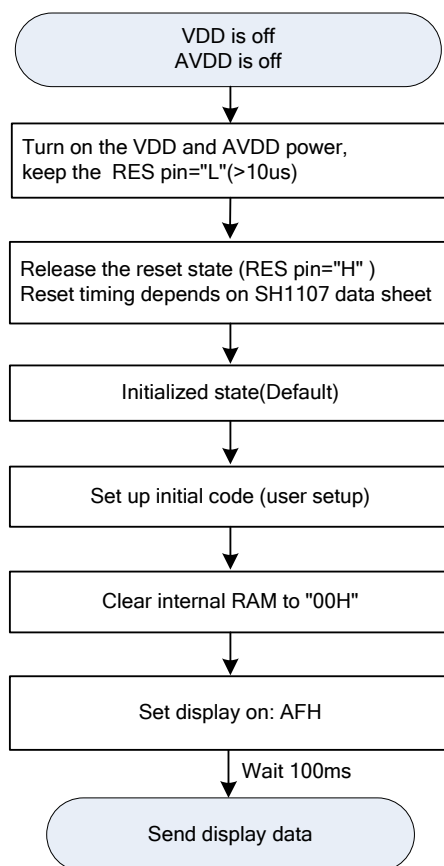 VDD is off
AVDD is off
Turn on the VDD and AVDD power,
keep the RES pin="L"(>10us)
Release the reset state (RES pin="H" )
Reset timing depends on SH1107 data sheet
Initialized state(Default)
Set up initial code (user setup)
Clear internal RAM to "00H"
Set display on: AFH
Wait 100ms
Send display data